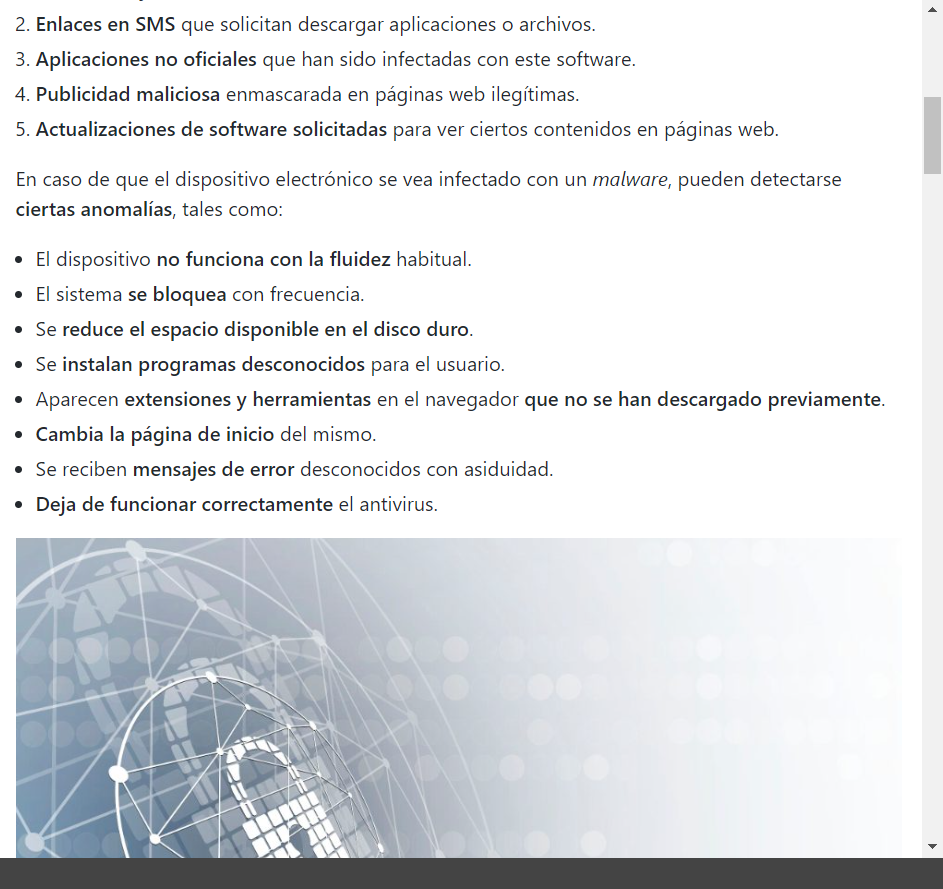 2. Enlaces en SMS que solicitan descargar aplicaciones o archivos.
3. Aplicaciones no oficiales que han sido infectadas con este software.
4. Publicidad maliciosa enmascarada en páginas web ilegítimas.
5. Actualizaciones de software solicitadas para ver ciertos contenidos en páginas web.
En caso de que el dispositivo electrónico se vea infectado con un malware, pueden detectarse
ciertas anomalías, tales como:
• El dispositivo no funciona con la fluidez habitual.
• El sistema se bloquea con frecuencia.
• Se reduce el espacio disponible en el disco duro.
• Se instalan programas desconocidos para el usuario.
• Aparecen extensiones y herramientas en el navegador que no se han descargado previamente.
• Cambia la página de inicio del mismo.
• Se reciben mensajes de error desconocidos con asiduidad.
• Deja de funcionar correctamente el antivirus.